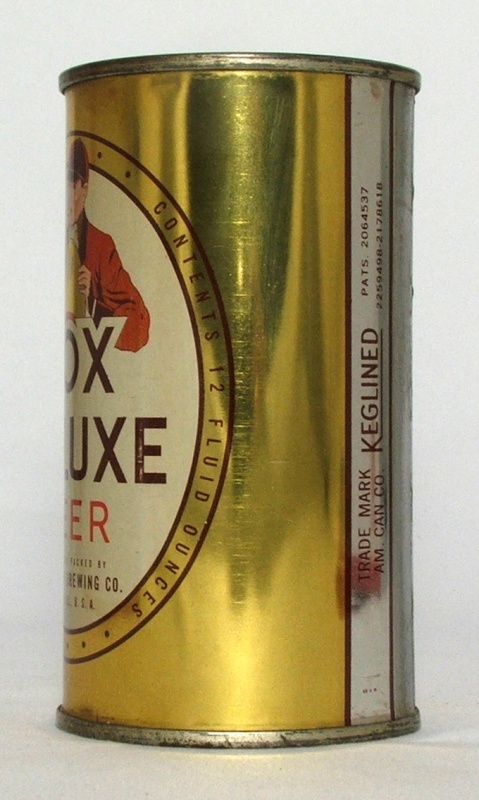 OX
LUXE
EER
PACKED BY
REWING CO.
U.S.A.
CONTENTS 12 FLUID OUNCES
TRADE MARK
AM. CAN CO. KEGLINED
PATS. 2064537
2259498-2178618